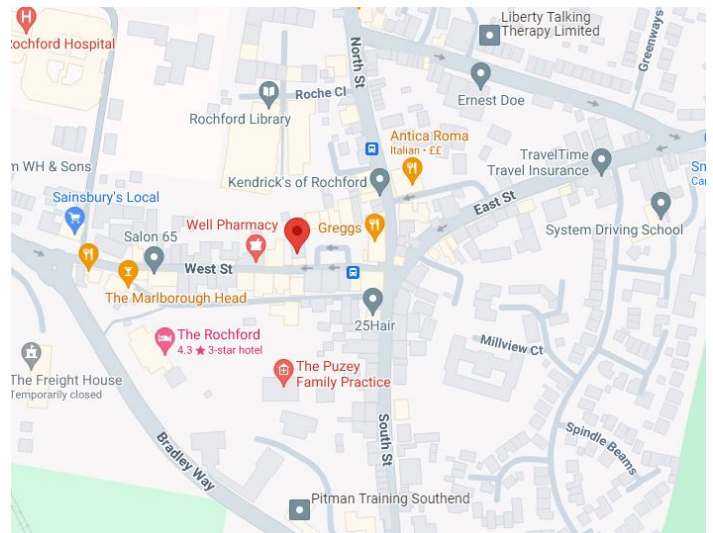 Liberty Talking
Therapy Limited
Greenways
North St
H
Rochford Hospital
Ernest Doe
Roche Cl
Rochford Library
Antica Roma
Italian • ££
TravelTime
Travel Insurance
m WH & Sons
Kendrick's of Rochford
Sn
Car
Sainsbury's Local
East St
Well Pharmacy
Greggs
System Driving School
Salon 65
West St
The Marlborough Head
25Hair
The Rochford
4.3 ★ 3-star hotel
Millview Ct
The Puzey
Family Practice
The Freight House
Temporarily closed
South St
Bradley Way
Spindle Beams
Pitman Training Southend